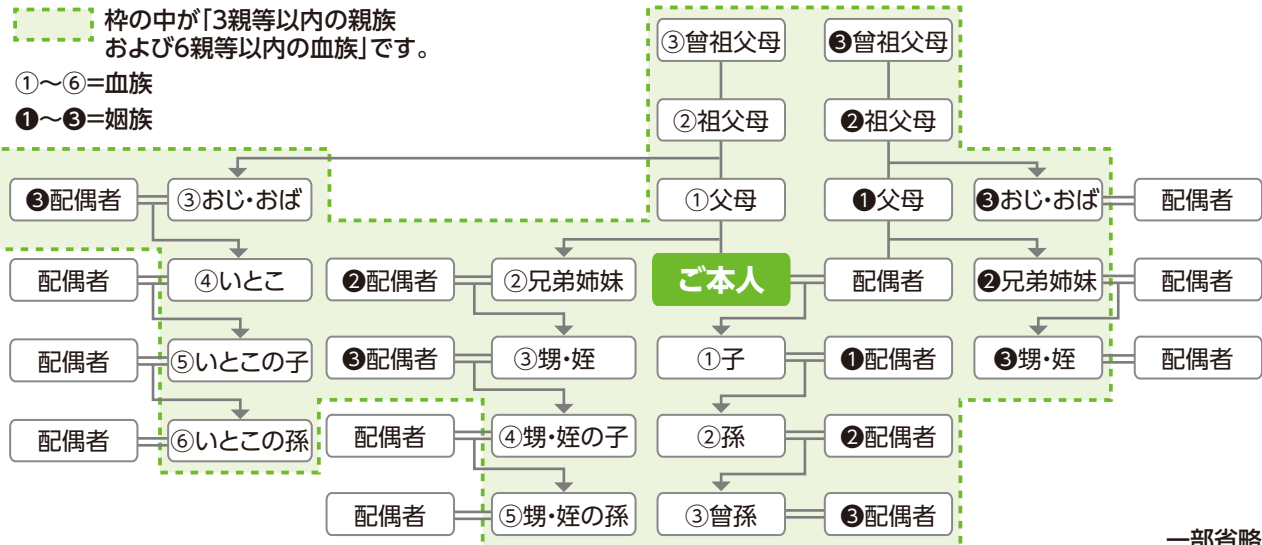 枠の中が「3親等以内の親族
および6親等以内の血族」です。
①～⑥=血族
❶～❸=姻族
③曾祖父母
❸曾祖父母
②祖父母
❷祖父母
❸配偶者
③おじ・おば
①父母
❶父母
❸おじ・おば
配偶者
配偶者
④いとこ
❷配偶者
②兄弟姉妹
ご本人
配偶者
❷兄弟姉妹
配偶者
配偶者
⑤いとこの子
❸配偶者
③甥・姪
①子
❶配偶者
❸甥・姪
配偶者
配偶者
⑥いとこの孫
配偶者
④甥・姪の子
②孫
❷配偶者
配偶者
⑤甥・姪の孫
③曾孫
❸配偶者
一部省略